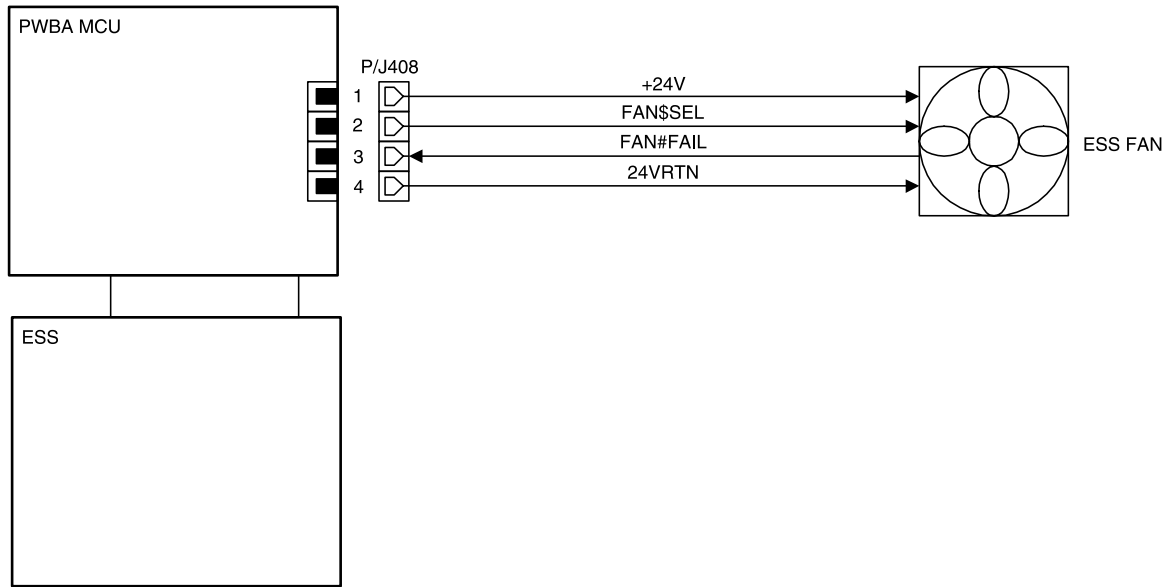 PWBA MCU
P/J408
1
+24V
2
FAN$SEL
3
FAN#FAIL
4
24VRTN
ESS FAN
ESS